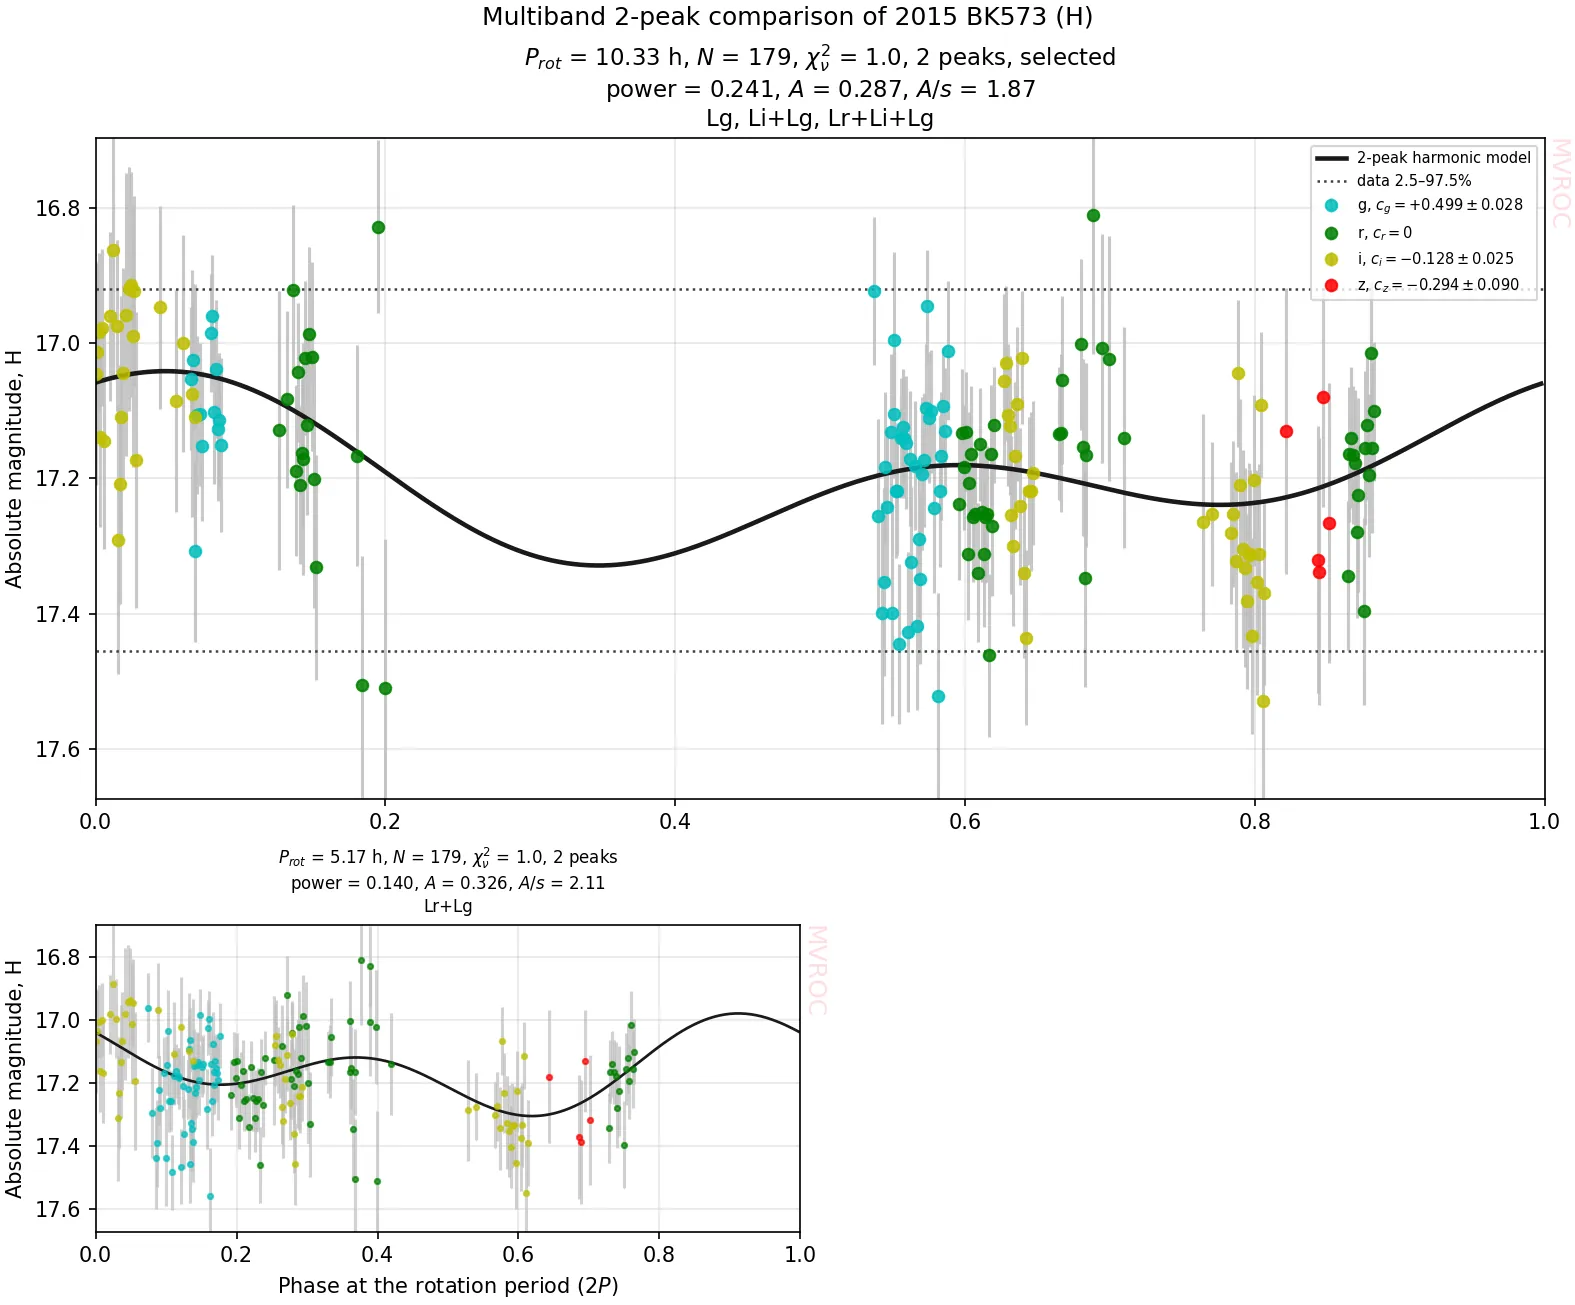 Multiband 2-peak comparison of 2015 BK573 (H)
P_rot = 10.33 h, N = 179, χ²_ν = 1.0, 2 peaks, selected
power = 0.241, A = 0.287, A/s = 1.87
Lg, Li+Lg, Lr+Li+Lg
2-peak harmonic model
data 2.5–97.5%
g, c_g = +0.499 ± 0.028
r, c_r = 0
i, c_i = −0.128 ± 0.025
z, c_z = −0.294 ± 0.090
MVROC
Absolute magnitude, H
16.8
17.0
17.2
17.4
17.6
0.0 0.2 0.4 0.6 0.8 1.0
P_rot = 5.17 h, N = 179, χ²_ν = 1.0, 2 peaks
power = 0.140, A = 0.326, A/s = 2.11
Lr+Lg
MVROC
Absolute magnitude, H
16.8
17.0
17.2
17.4
17.6
0.0 0.2 0.4 0.6 0.8 1.0
Phase at the rotation period (2P)